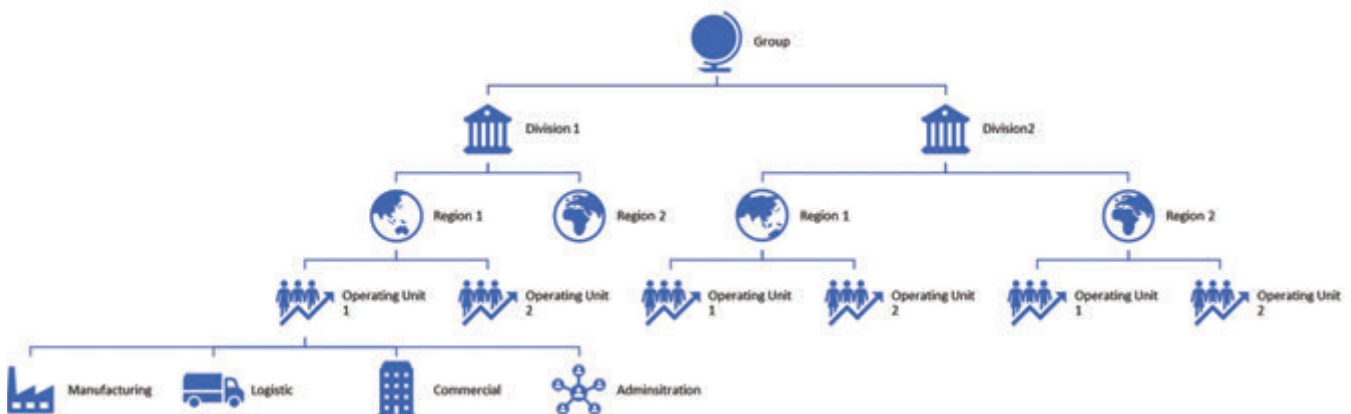 Group
Division 1
Division2
Region 1
Region 2
Region 1
Region 2
Operating Unit
1
Operating Unit
2
Operating Unit
1
Operating Unit
2
Operating Unit
1
Operating Unit
2
Manufacturing
Logistic
Commercial
Adminsitration